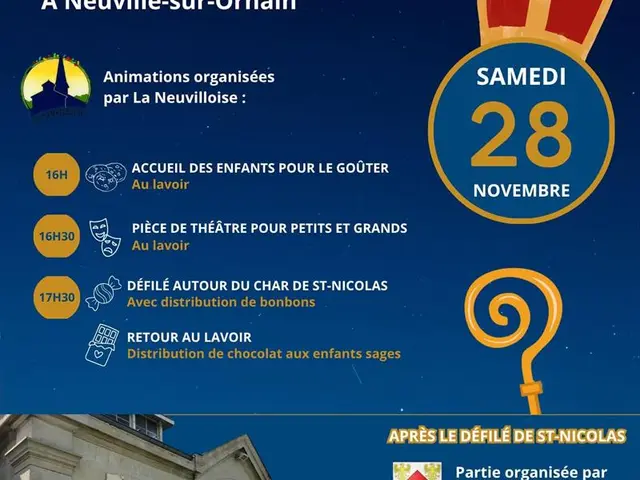 À Neuville-sur-Ornain
Animations organisées
par La Neuvilloise :
SAMEDI
28
NOVEMBRE
16H
ACCUEIL DES ENFANTS POUR LE GOÛTER
Au lavoir
16H30
PIÈCE DE THÉÂTRE POUR PETITS ET GRANDS
Au lavoir
17H30
DÉFILÉ AUTOUR DU CHAR DE ST-NICOLAS
Avec distribution de bonbons
RETOUR AU LAVOIR
Distribution de chocolat aux enfants sages
APRÈS LE DÉFILÉ DE ST-NICOLAS
Partie organisée par